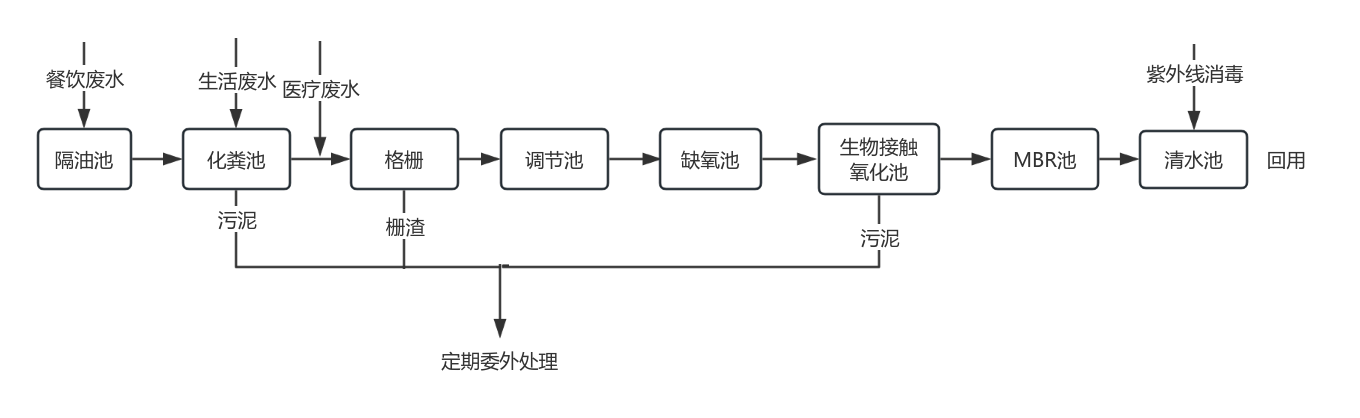 餐饮废水
生活废水
医疗废水
紫外线消毒
隔油池
化粪池
格栅
调节池
缺氧池
生物接触
氧化池
MBR池
清水池
回用
污泥
栅渣
污泥
定期委外处理